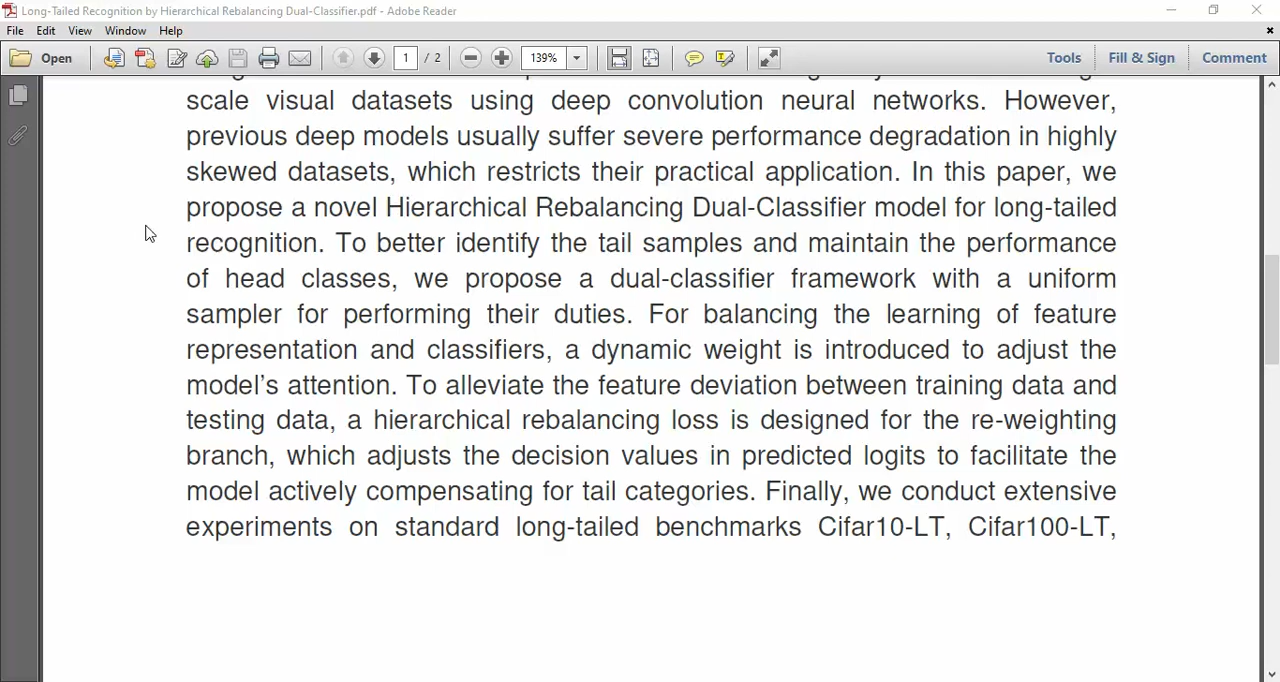 Long-Tailed Recognition by Hierarchical Rebalancing Dual-Classifier.pdf - Adobe Reader
File Edit View Window Help
Open 1 / 2 139% Tools Fill & Sign Comment
scale visual datasets using deep convolution neural networks. However,
previous deep models usually suffer severe performance degradation in highly
skewed datasets, which restricts their practical application. In this paper, we
propose a novel Hierarchical Rebalancing Dual-Classifier model for long-tailed
recognition. To better identify the tail samples and maintain the performance
of head classes, we propose a dual-classifier framework with a uniform
sampler for performing their duties. For balancing the learning of feature
representation and classifiers, a dynamic weight is introduced to adjust the
model's attention. To alleviate the feature deviation between training data and
testing data, a hierarchical rebalancing loss is designed for the re-weighting
branch, which adjusts the decision values in predicted logits to facilitate the
model actively compensating for tail categories. Finally, we conduct extensive
experiments on standard long-tailed benchmarks Cifar10-LT, Cifar100-LT,